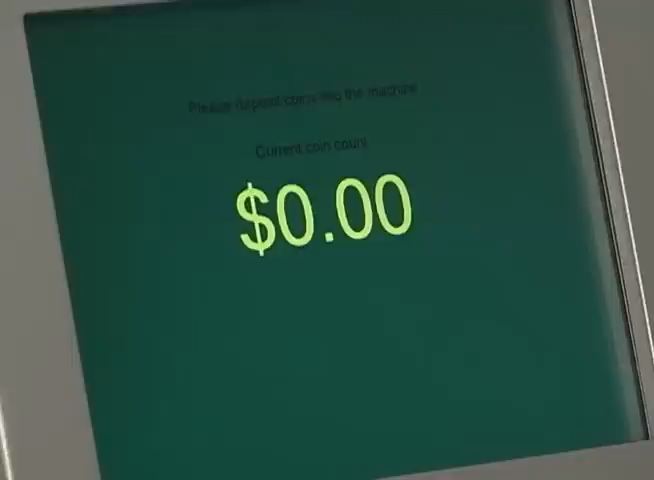 Please deposit coins into the machine
Current coin count
$0.00